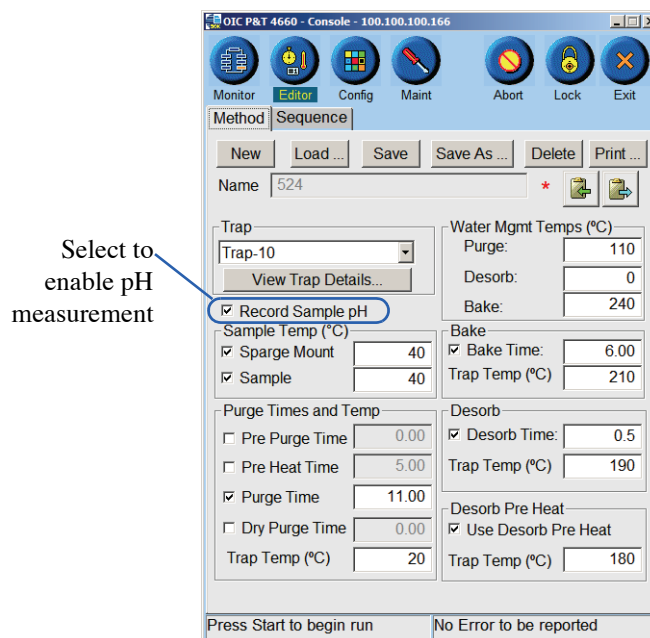 OIC P&T 4660 - Console - 100.100.100.166
Monitor Editor Config Maint Abort Lock Exit
Method Sequence
New Load ... Save Save As ... Delete Print ...
Name 524 *
Select to
enable pH
measurement
Trap
Trap-10
View Trap Details...
Record Sample pH
Sample Temp (°C)
Sparge Mount 40
Sample 40
Purge Times and Temp
Pre Purge Time 0.00
Pre Heat Time 5.00
Purge Time 11.00
Dry Purge Time 0.00
Trap Temp (ºC) 20
Water Mgmt Temps (ºC)
Purge: 110
Desorb: 0
Bake: 240
Bake
Bake Time: 6.00
Trap Temp (ºC) 210
Desorb
Desorb Time: 0.5
Trap Temp (ºC) 190
Desorb Pre Heat
Use Desorb Pre Heat
Trap Temp (ºC) 180
Press Start to begin run No Error to be reported